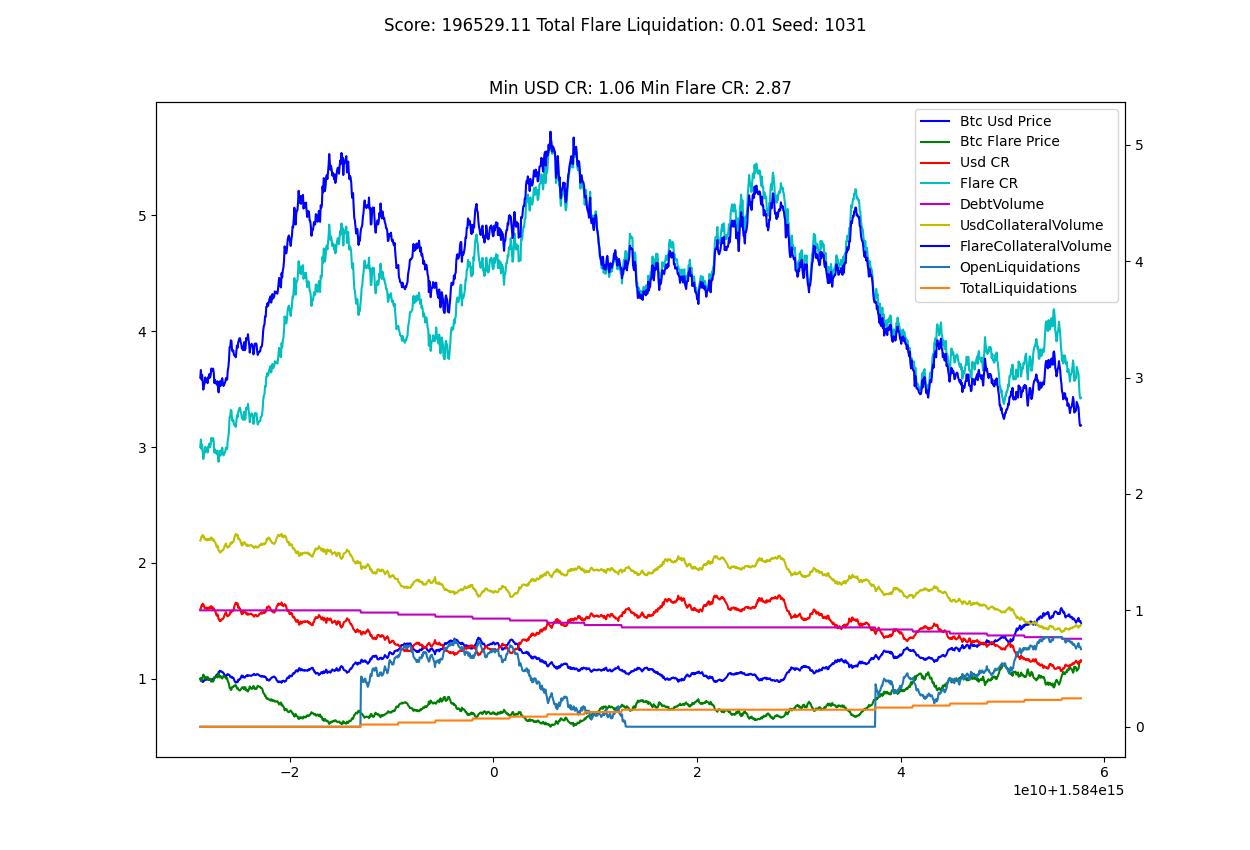 Score: 196529.11 Total Flare Liquidation: 0.01 Seed: 1031
Min USD CR: 1.06 Min Flare CR: 2.87
Btc Usd Price
Btc Flare Price
Usd CR
Flare CR
DebtVolume
UsdCollateralVolume
FlareCollateralVolume
OpenLiquidations
TotalLiquidations
5
4
3
2
1
5
4
3
2
1
0
−2
0
2
4
6
1e10+1.584e15